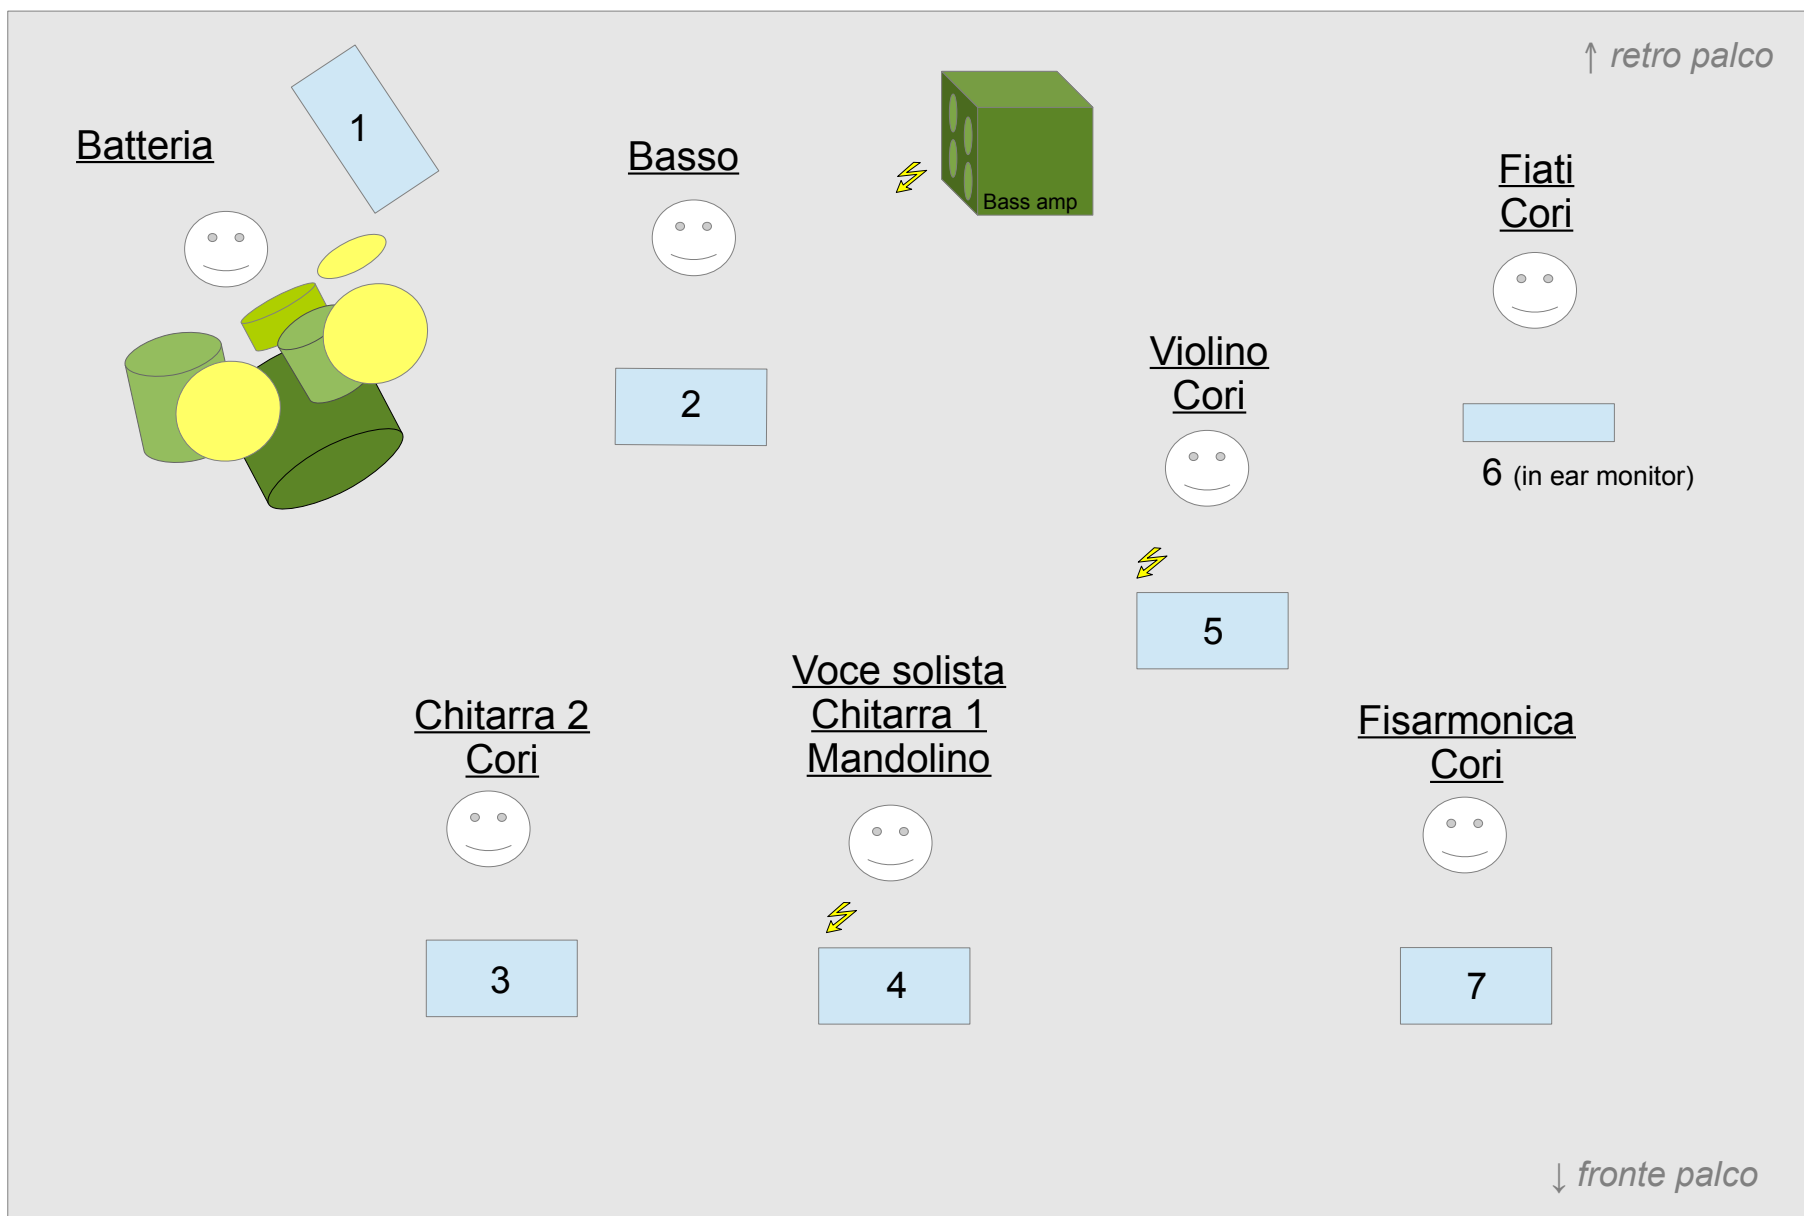 ↑ retro palco
1
Batteria
Basso
Bass amp
Fiati
Cori
2
Violino
Cori
6 (in ear monitor)
5
Voce solista
Chitarra 1
Mandolino
Chitarra 2
Cori
Fisarmonica
Cori
3
4
7
↓ fronte palco